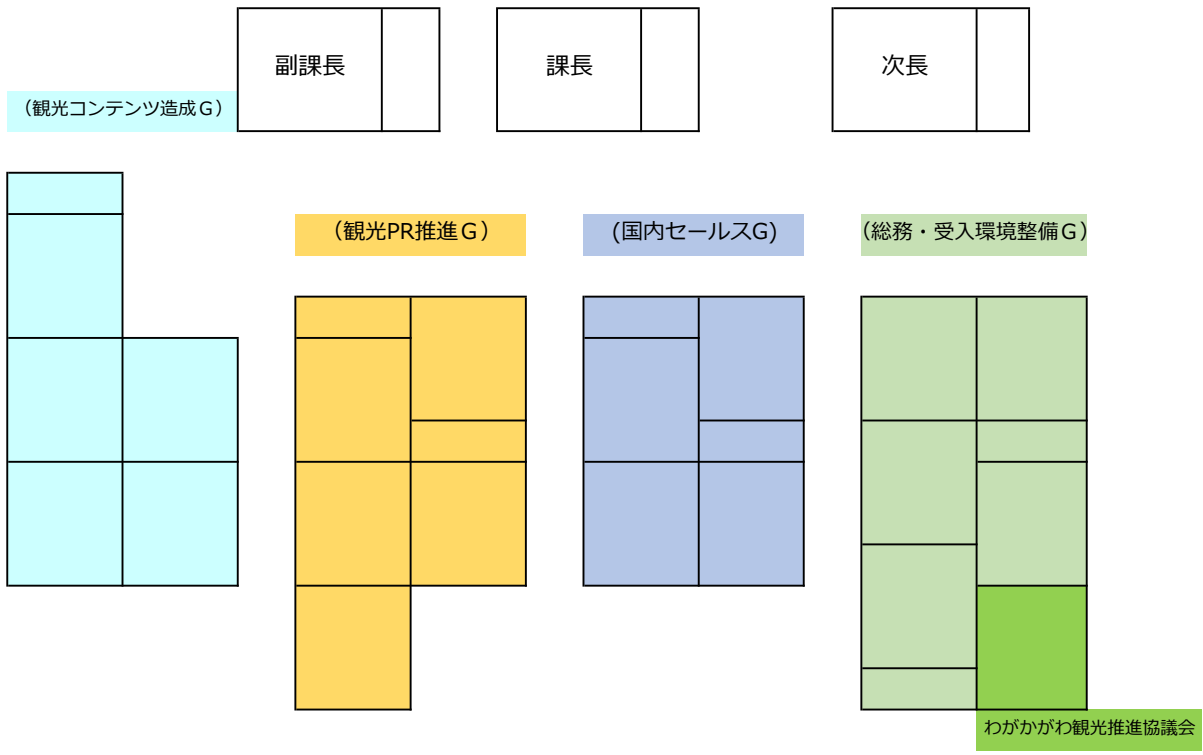 副課長
課長
次長
（観光コンテンツ造成Ｇ）
（観光PR推進Ｇ）
(国内セールスG)
（総務・受入環境整備Ｇ）
わがかがわ観光推進協議会